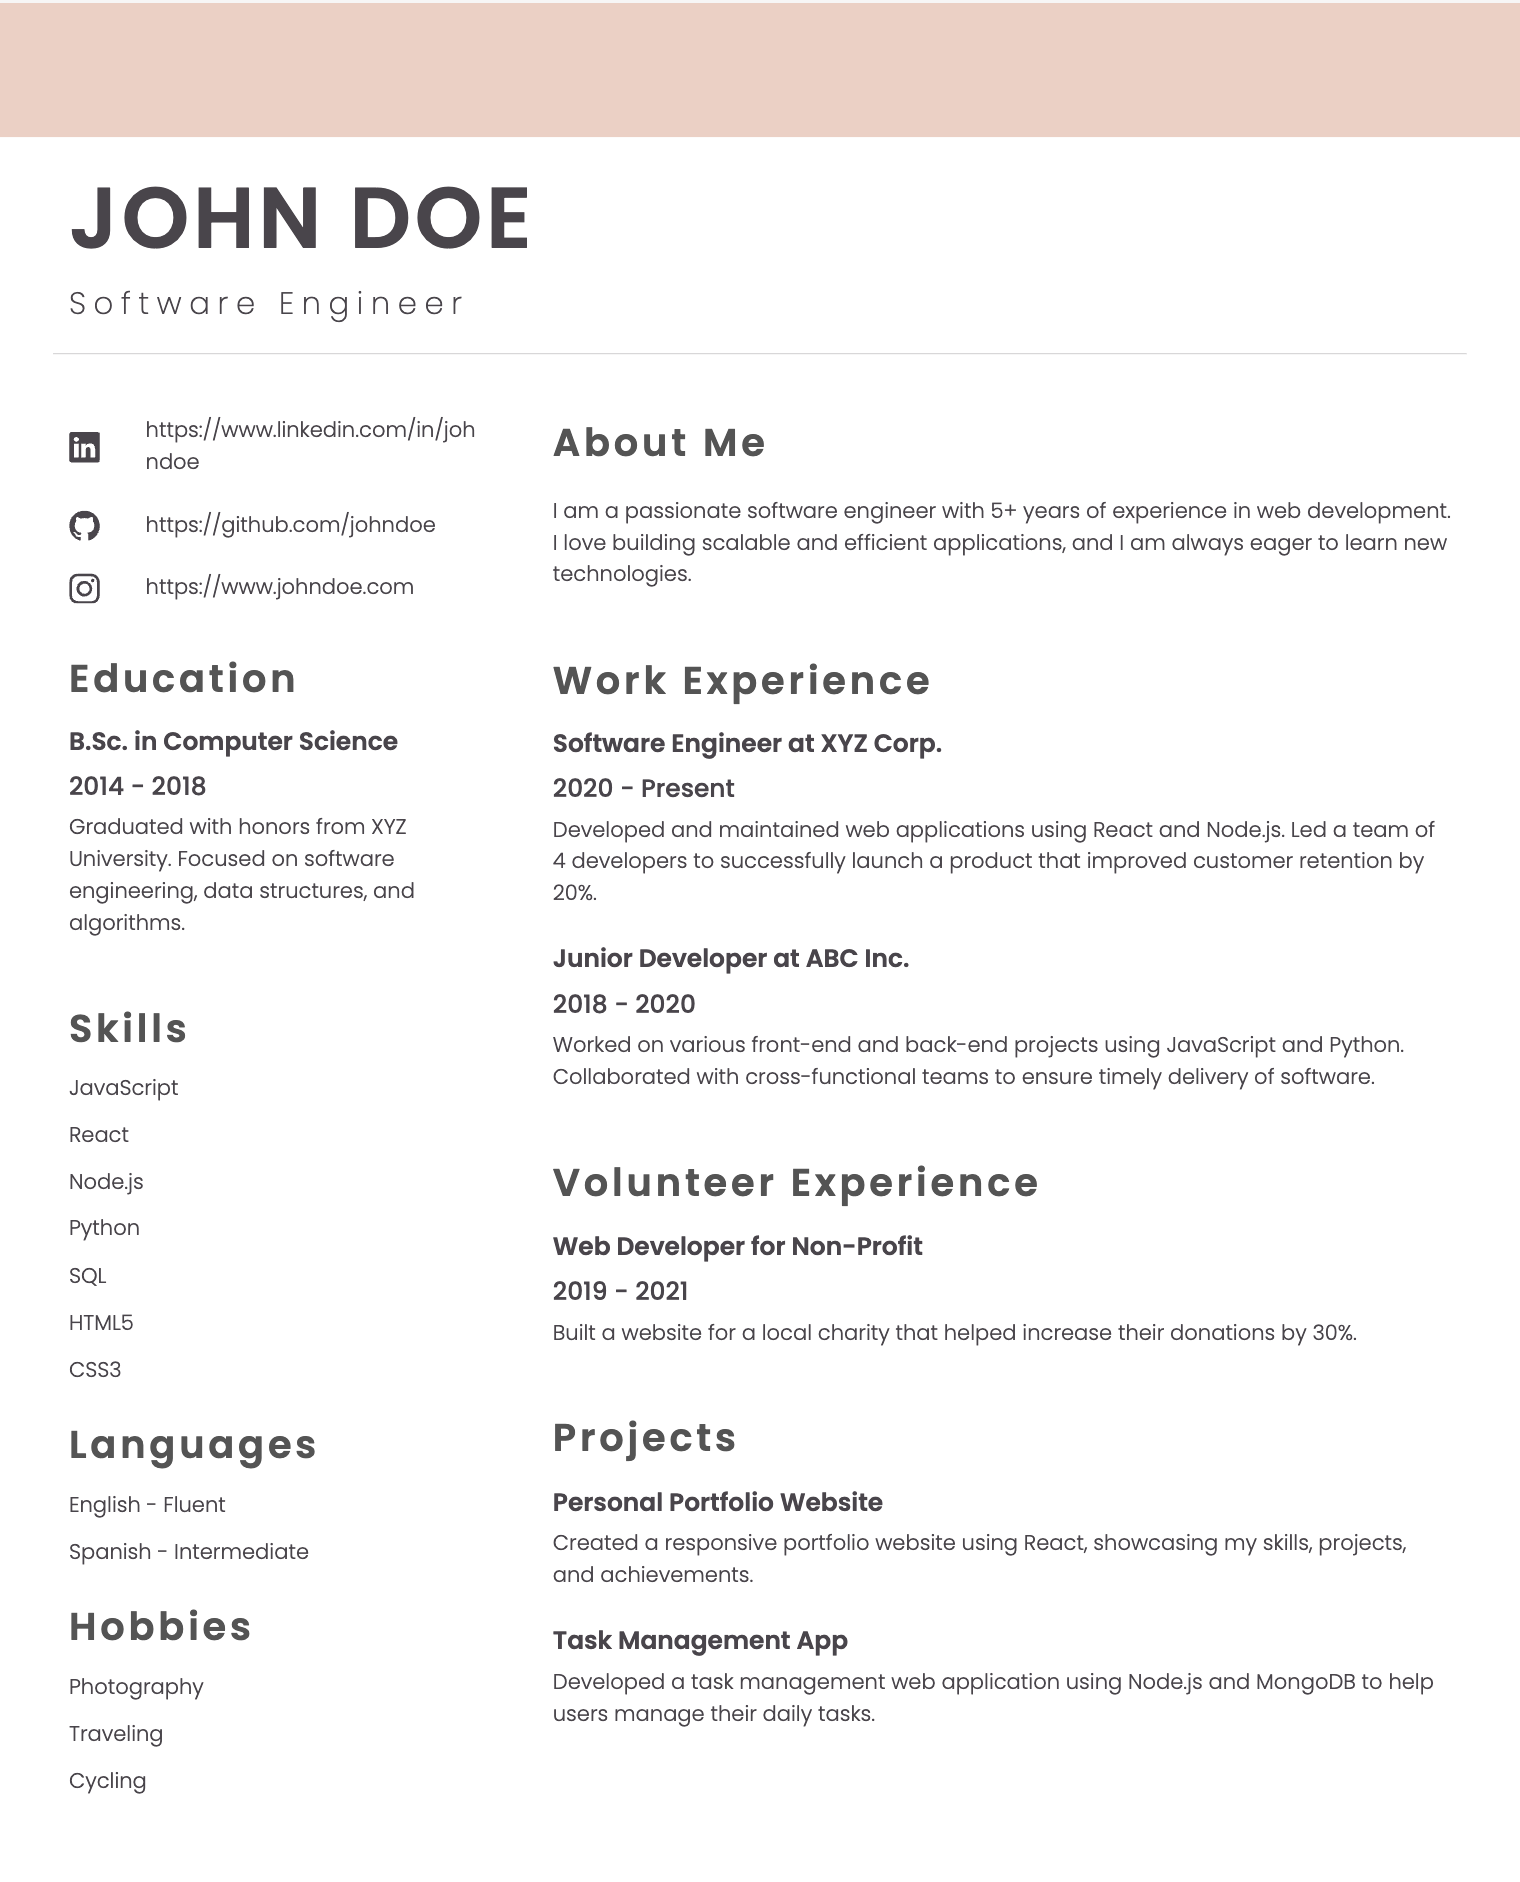 JOHN DOE
Software Engineer
https://www.linkedin.com/in/joh
ndoe
https://github.com/johndoe
https://www.johndoe.com
Education
B.Sc. in Computer Science
2014 - 2018
Graduated with honors from XYZ
University. Focused on software
engineering, data structures, and
algorithms.
Skills
JavaScript
React
Node.js
Python
SQL
HTML5
CSS3
Languages
English - Fluent
Spanish - Intermediate
Hobbies
Photography
Traveling
Cycling
About Me
I am a passionate software engineer with 5+ years of experience in web development.
I love building scalable and efficient applications, and I am always eager to learn new
technologies.
Work Experience
Software Engineer at XYZ Corp.
2020 - Present
Developed and maintained web applications using React and Node.js. Led a team of
4 developers to successfully launch a product that improved customer retention by
20%.
Junior Developer at ABC Inc.
2018 - 2020
Worked on various front-end and back-end projects using JavaScript and Python.
Collaborated with cross-functional teams to ensure timely delivery of software.
Volunteer Experience
Web Developer for Non-Profit
2019 - 2021
Built a website for a local charity that helped increase their donations by 30%.
Projects
Personal Portfolio Website
Created a responsive portfolio website using React, showcasing my skills, projects,
and achievements.
Task Management App
Developed a task management web application using Node.js and MongoDB to help
users manage their daily tasks.